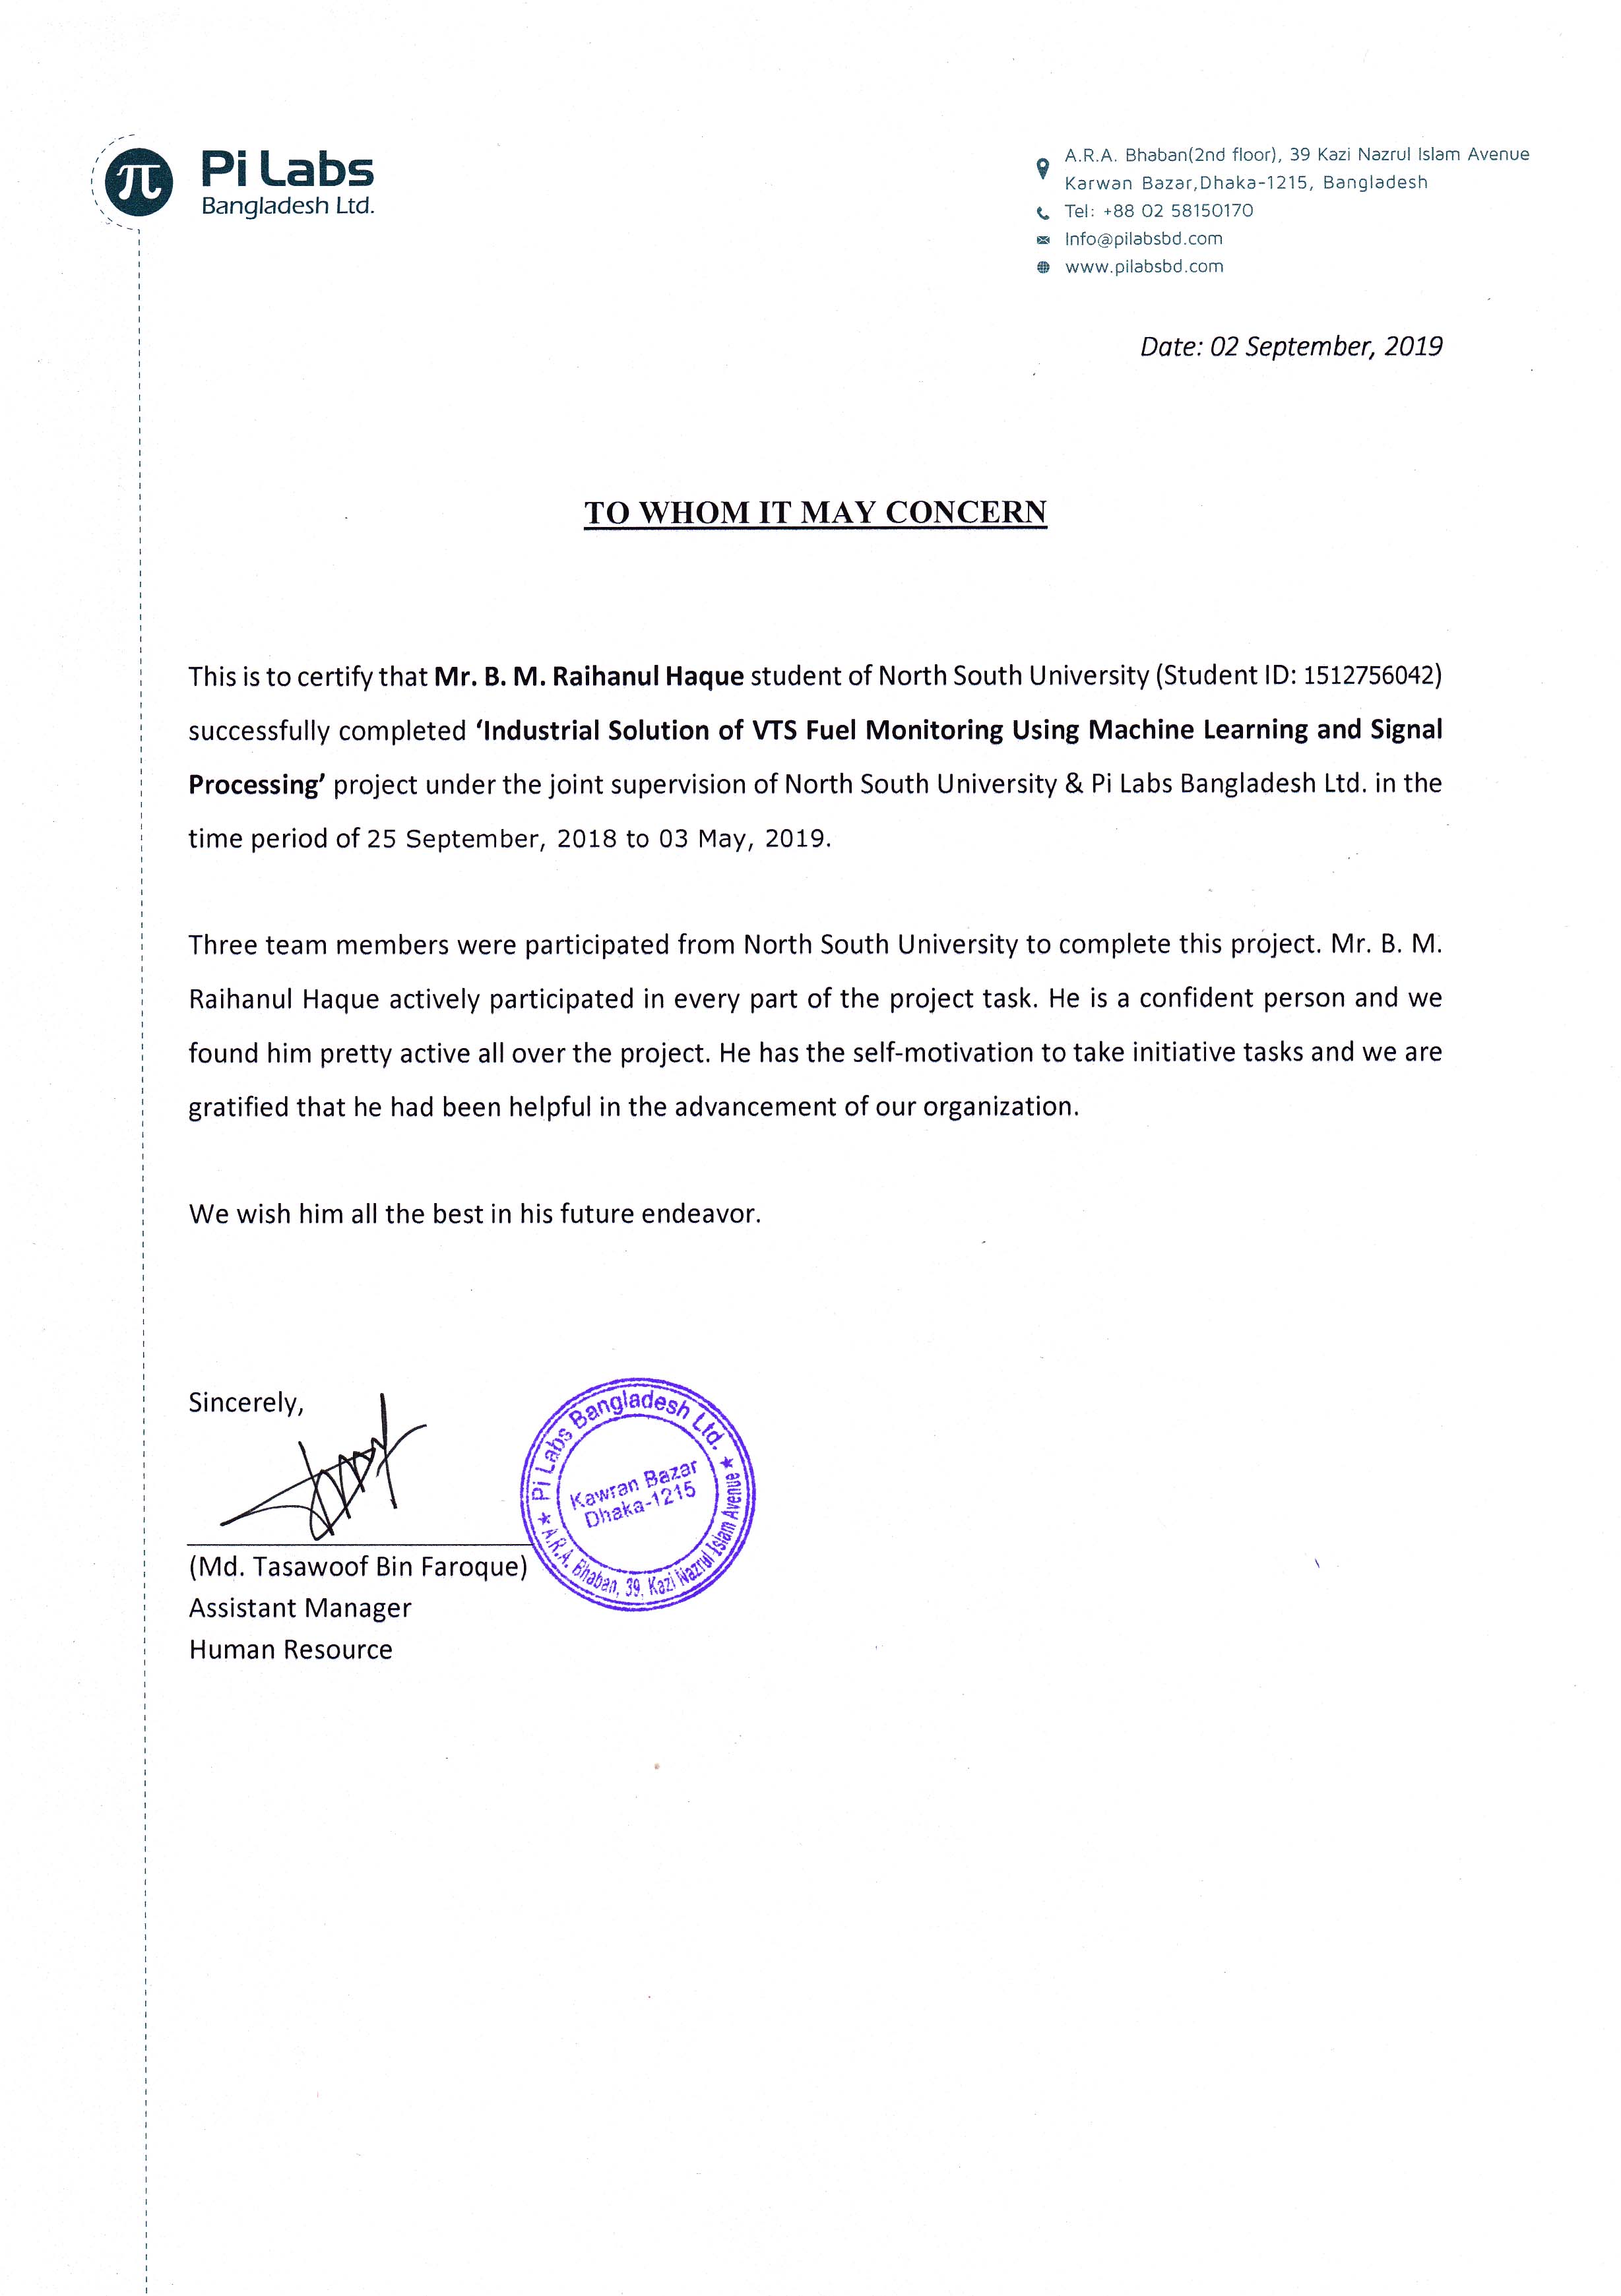 π
Pi Labs
Bangladesh Ltd.
A.R.A. Bhaban(2nd floor), 39 Kazi Nazrul Islam Avenue
Karwan Bazar,Dhaka-1215, Bangladesh
Tel: +88 02 58150170
Info@pilabsbd.com
www.pilabsbd.com
Date: 02 September, 2019
TO WHOM IT MAY CONCERN
This is to certify that Mr. B. M. Raihanul Haque student of North South University (Student ID: 1512756042)
successfully completed ‘Industrial Solution of VTS Fuel Monitoring Using Machine Learning and Signal
Processing’ project under the joint supervision of North South University & Pi Labs Bangladesh Ltd. in the
time period of 25 September, 2018 to 03 May, 2019.
Three team members were participated from North South University to complete this project. Mr. B. M.
Raihanul Haque actively participated in every part of the project task. He is a confident person and we
found him pretty active all over the project. He has the self-motivation to take initiative tasks and we are
gratified that he had been helpful in the advancement of our organization.
We wish him all the best in his future endeavor.
Sincerely,
(Md. Tasawoof Bin Faroque)
Assistant Manager
Human Resource
Pi Labs Bangladesh Ltd.
Kawran Bazar
Dhaka-1215
A.R.A. Bhaban, 39, Kazi Nazrul Islam Avenue